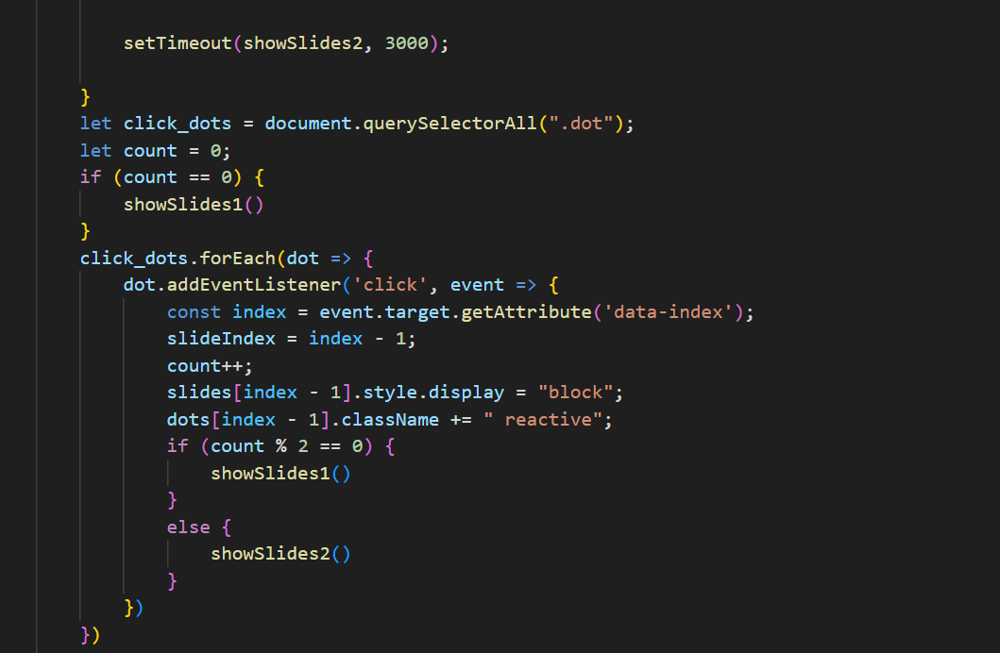 setTimeout(showSlides2, 3000);
}
let click_dots = document.querySelectorAll(".dot");
let count = 0;
if (count == 0) {
showSlides1()
}
click_dots.forEach(dot => {
dot.addEventListener('click', event => {
const index = event.target.getAttribute('data-index');
slideIndex = index - 1;
count++;
slides[index - 1].style.display = "block";
dots[index - 1].className += " reactive";
if (count % 2 == 0) {
showSlides1()
}
else {
showSlides2()
}
})
})